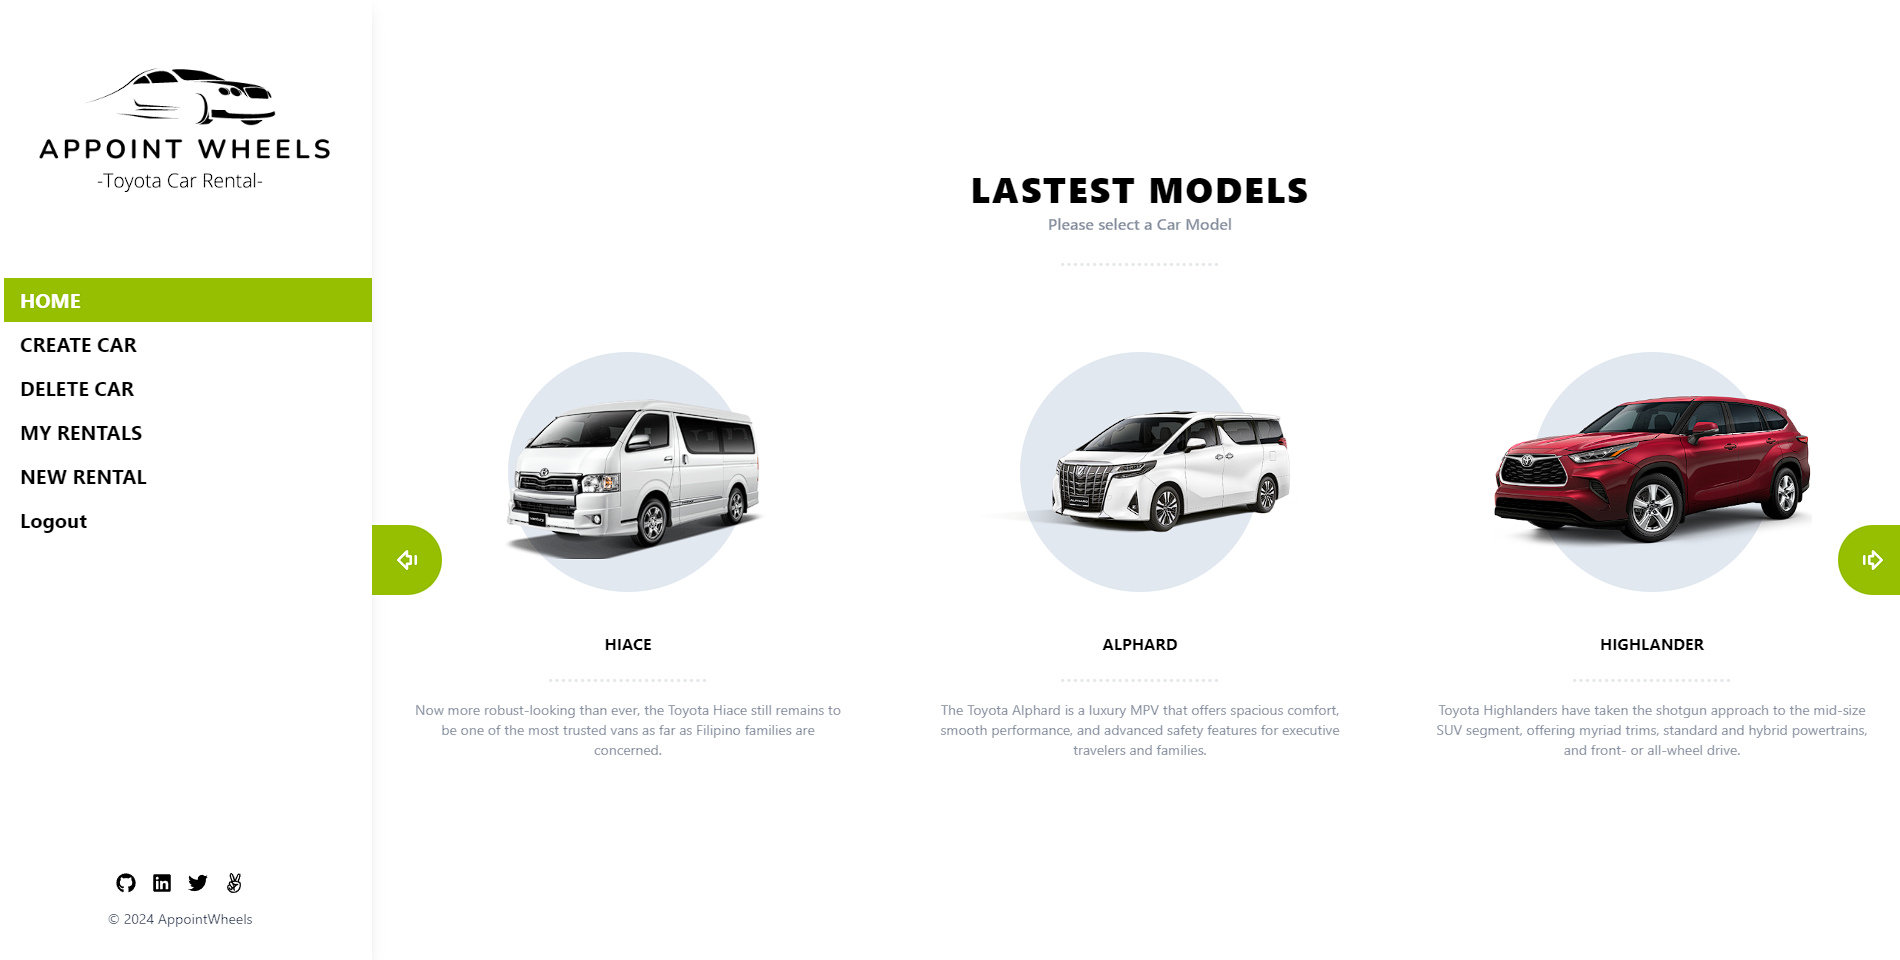 APPOINT WHEELS
-Toyota Car Rental-
HOME
CREATE CAR
DELETE CAR
MY RENTALS
NEW RENTAL
Logout
© 2024 AppointWheels
LASTEST MODELS
Please select a Car Model
HIACE
Now more robust-looking than ever, the Toyota Hiace still remains to
be one of the most trusted vans as far as Filipino families are
concerned.
ALPHARD
The Toyota Alphard is a luxury MPV that offers spacious comfort,
smooth performance, and advanced safety features for executive
travelers and families.
HIGHLANDER
Toyota Highlanders have taken the shotgun approach to the mid-size
SUV segment, offering myriad trims, standard and hybrid powertrains,
and front- or all-wheel drive.